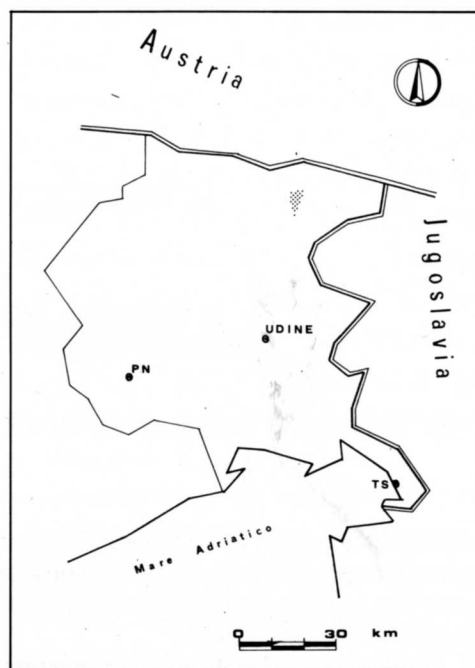 Austria
Jugoslavia
UDINE
PN
TS
Mare Adriatico
0 30 km